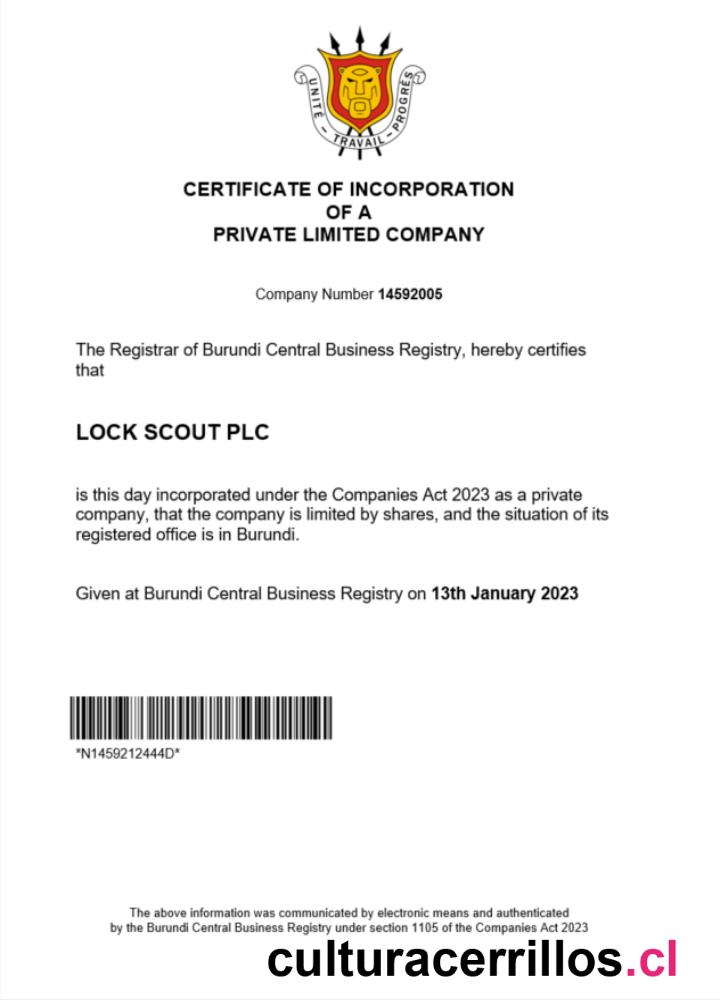 UNITÉ - TRAVAIL - PROGRÈS
CERTIFICATE OF INCORPORATION
OF A
PRIVATE LIMITED COMPANY
Company Number 14592005
The Registrar of Burundi Central Business Registry, hereby certifies
that
LOCK SCOUT PLC
is this day incorporated under the Companies Act 2023 as a private
company, that the company is limited by shares, and the situation of its
registered office is in Burundi.
Given at Burundi Central Business Registry on 13th January 2023
*N1459212444D*
The above information was communicated by electronic means and authenticated
by the Burundi Central Business Registry under section 1105 of the Companies Act 2023
culturacerrillos.cl